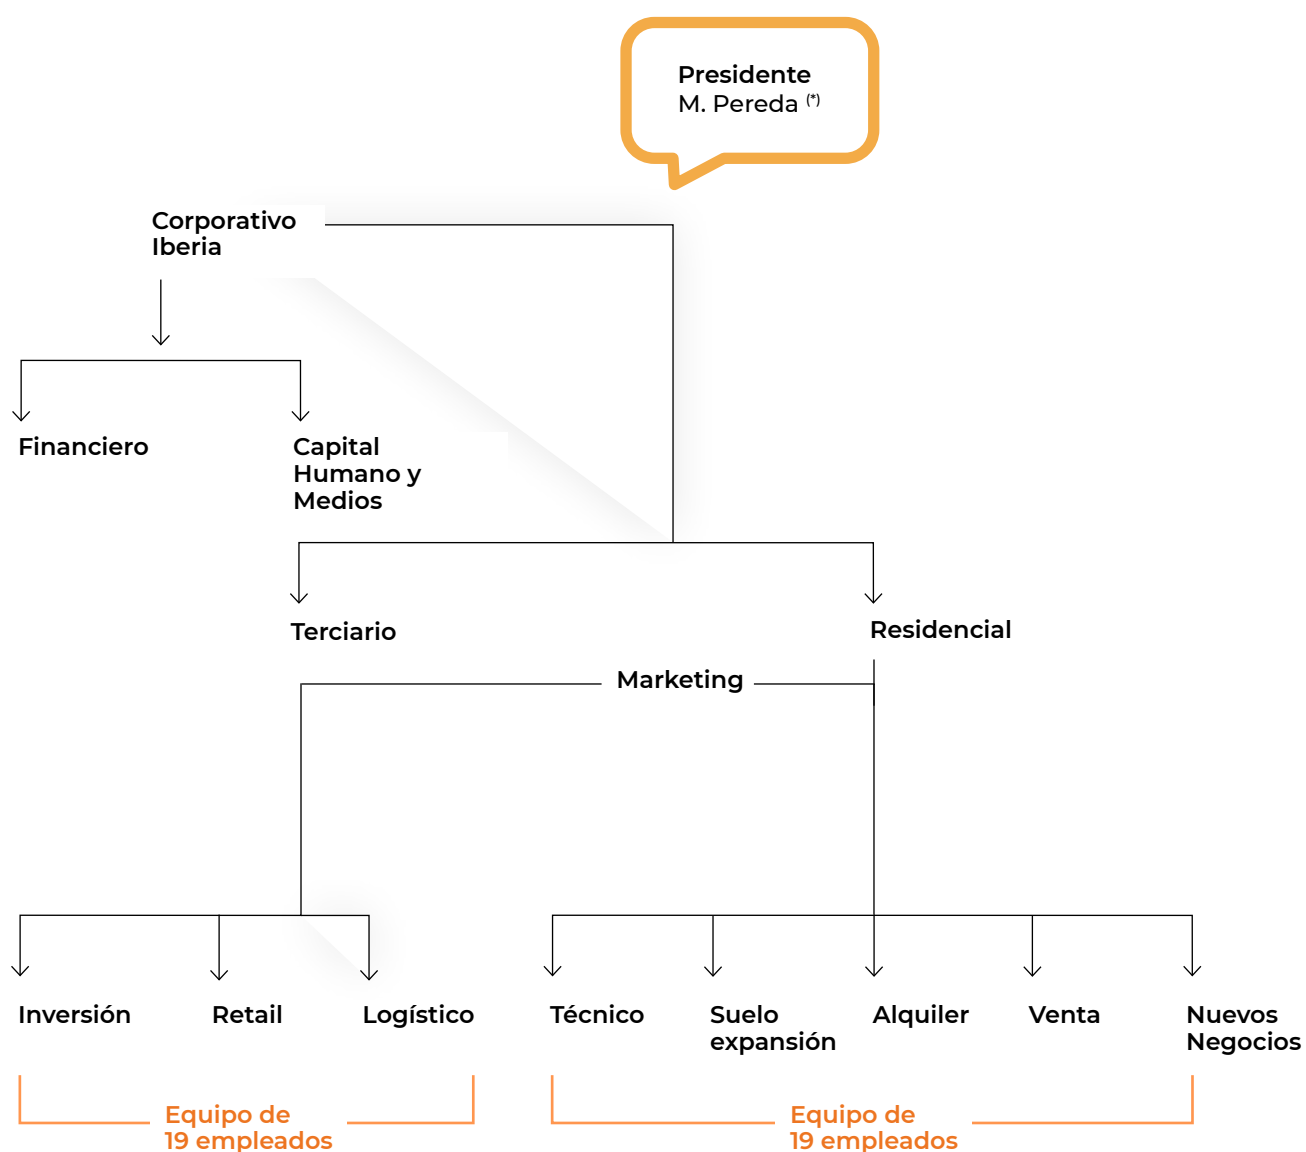 Presidente
M. Pereda (*)
Corporativo
Iberia
Financiero
Capital
Humano y
Medios
Terciario
Residencial
Marketing
Inversión
Retail
Logístico
Técnico
Suelo
expansión
Alquiler
Venta
Nuevos
Negocios
Equipo de
19 empleados
Equipo de
19 empleados